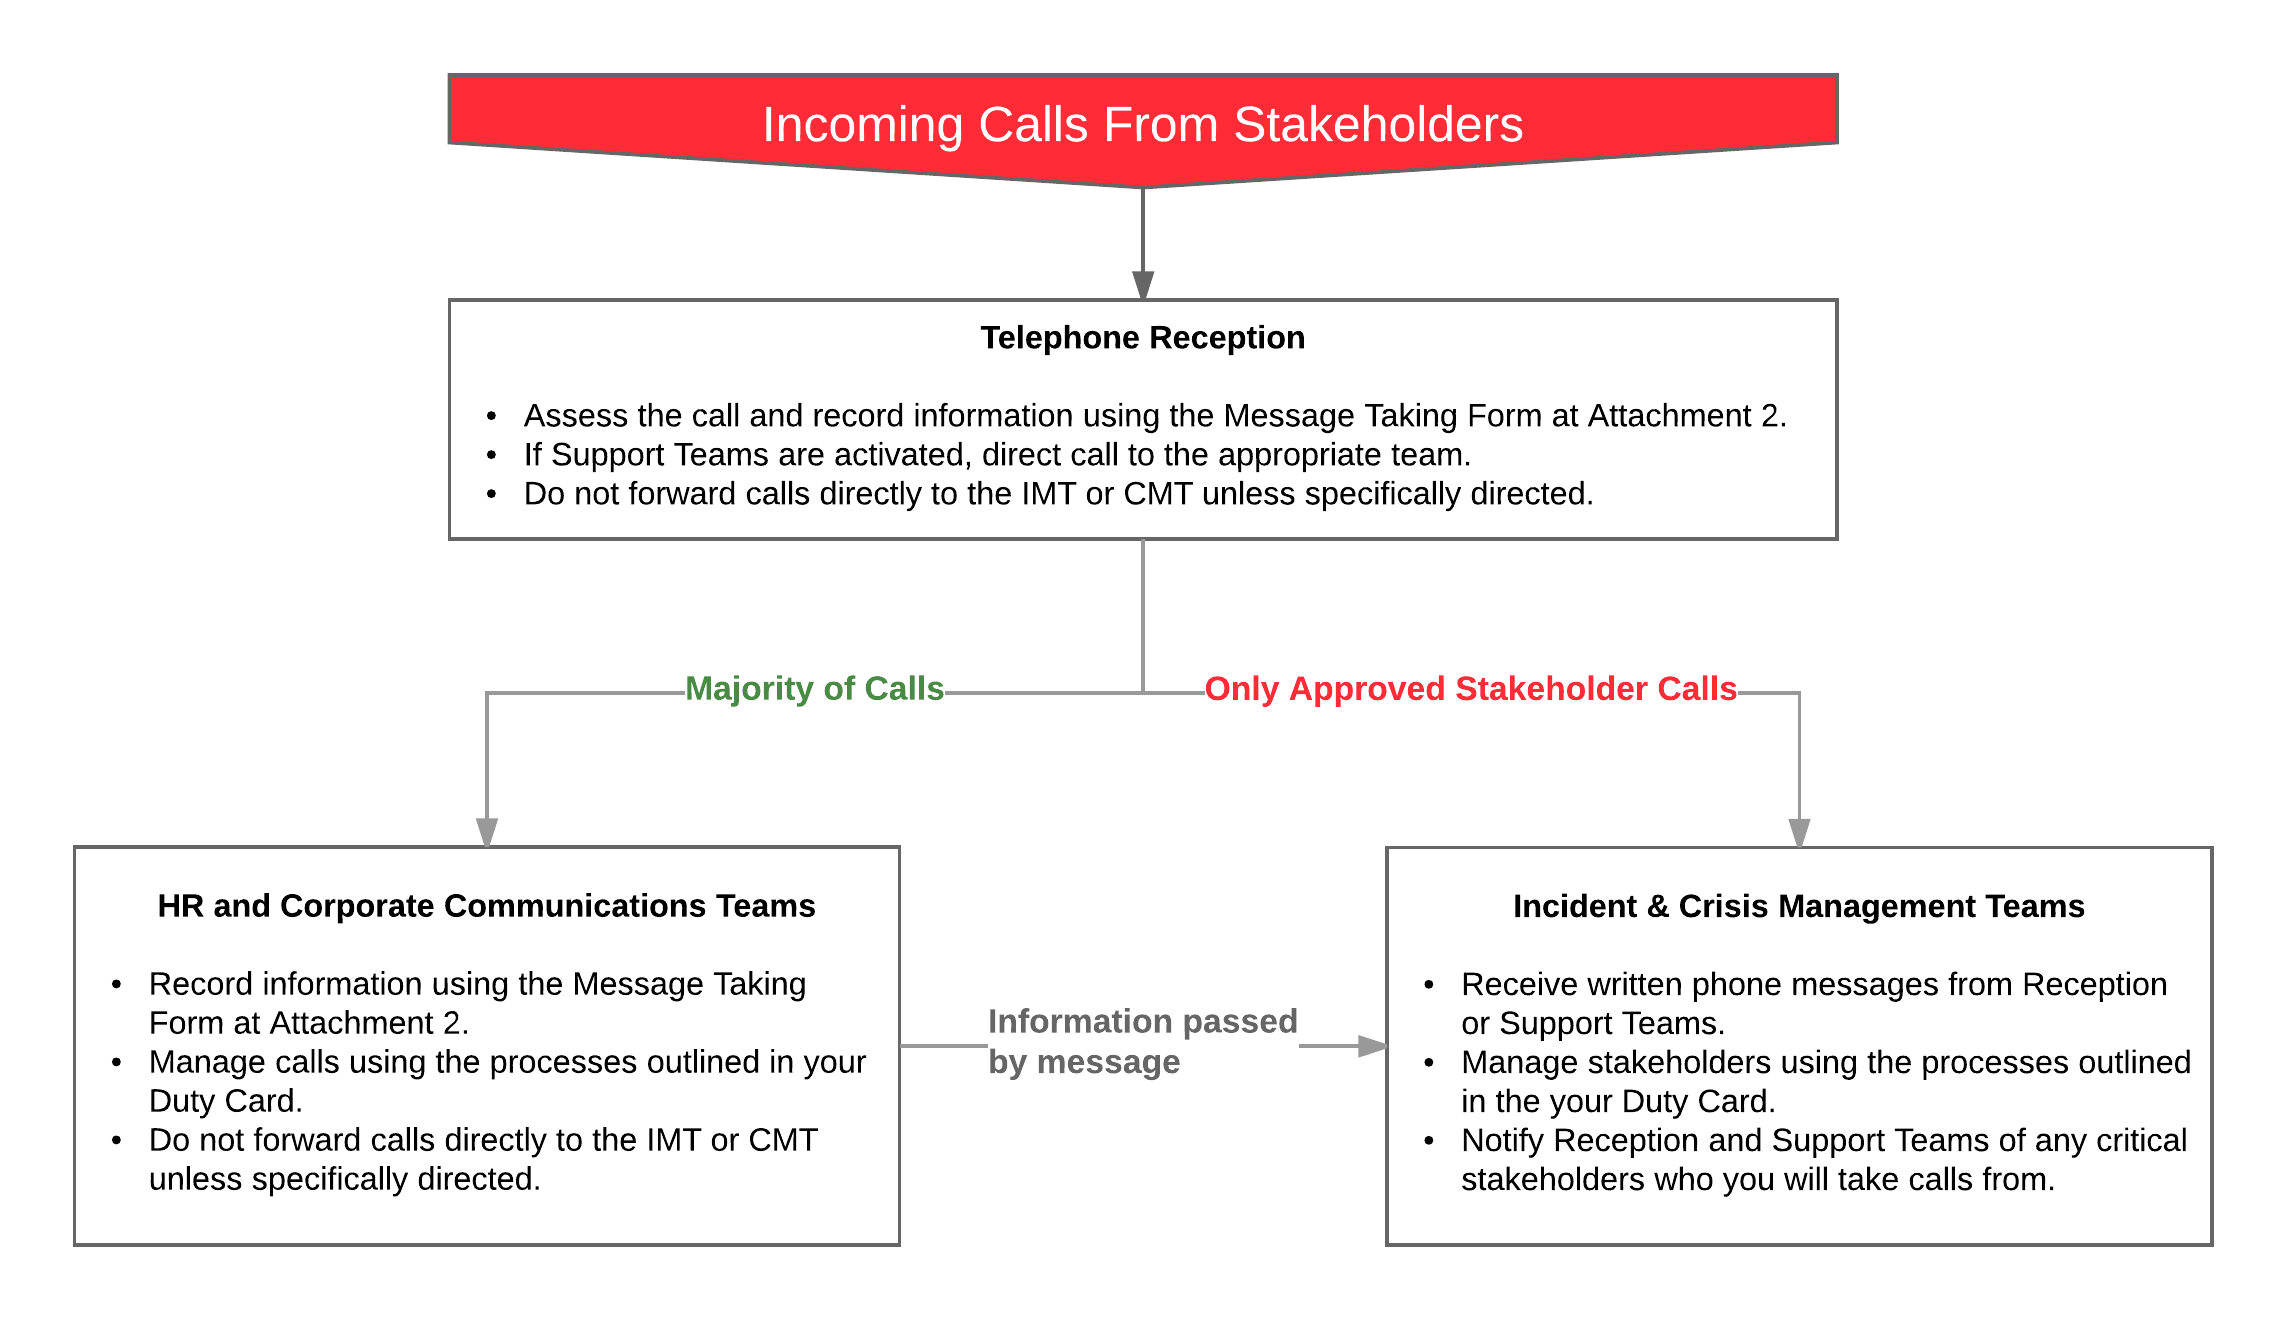 Incoming Calls From Stakeholders
Telephone Reception
• Assess the call and record information using the Message Taking Form at Attachment 2.
• If Support Teams are activated, direct call to the appropriate team.
• Do not forward calls directly to the IMT or CMT unless specifically directed.
Majority of Calls
Only Approved Stakeholder Calls
HR and Corporate Communications Teams
• Record information using the Message Taking
Form at Attachment 2.
• Manage calls using the processes outlined in your
Duty Card.
• Do not forward calls directly to the IMT or CMT
unless specifically directed.
Information passed
by message
Incident & Crisis Management Teams
• Receive written phone messages from Reception
or Support Teams.
• Manage stakeholders using the processes outlined
in the your Duty Card.
• Notify Reception and Support Teams of any critical
stakeholders who you will take calls from.